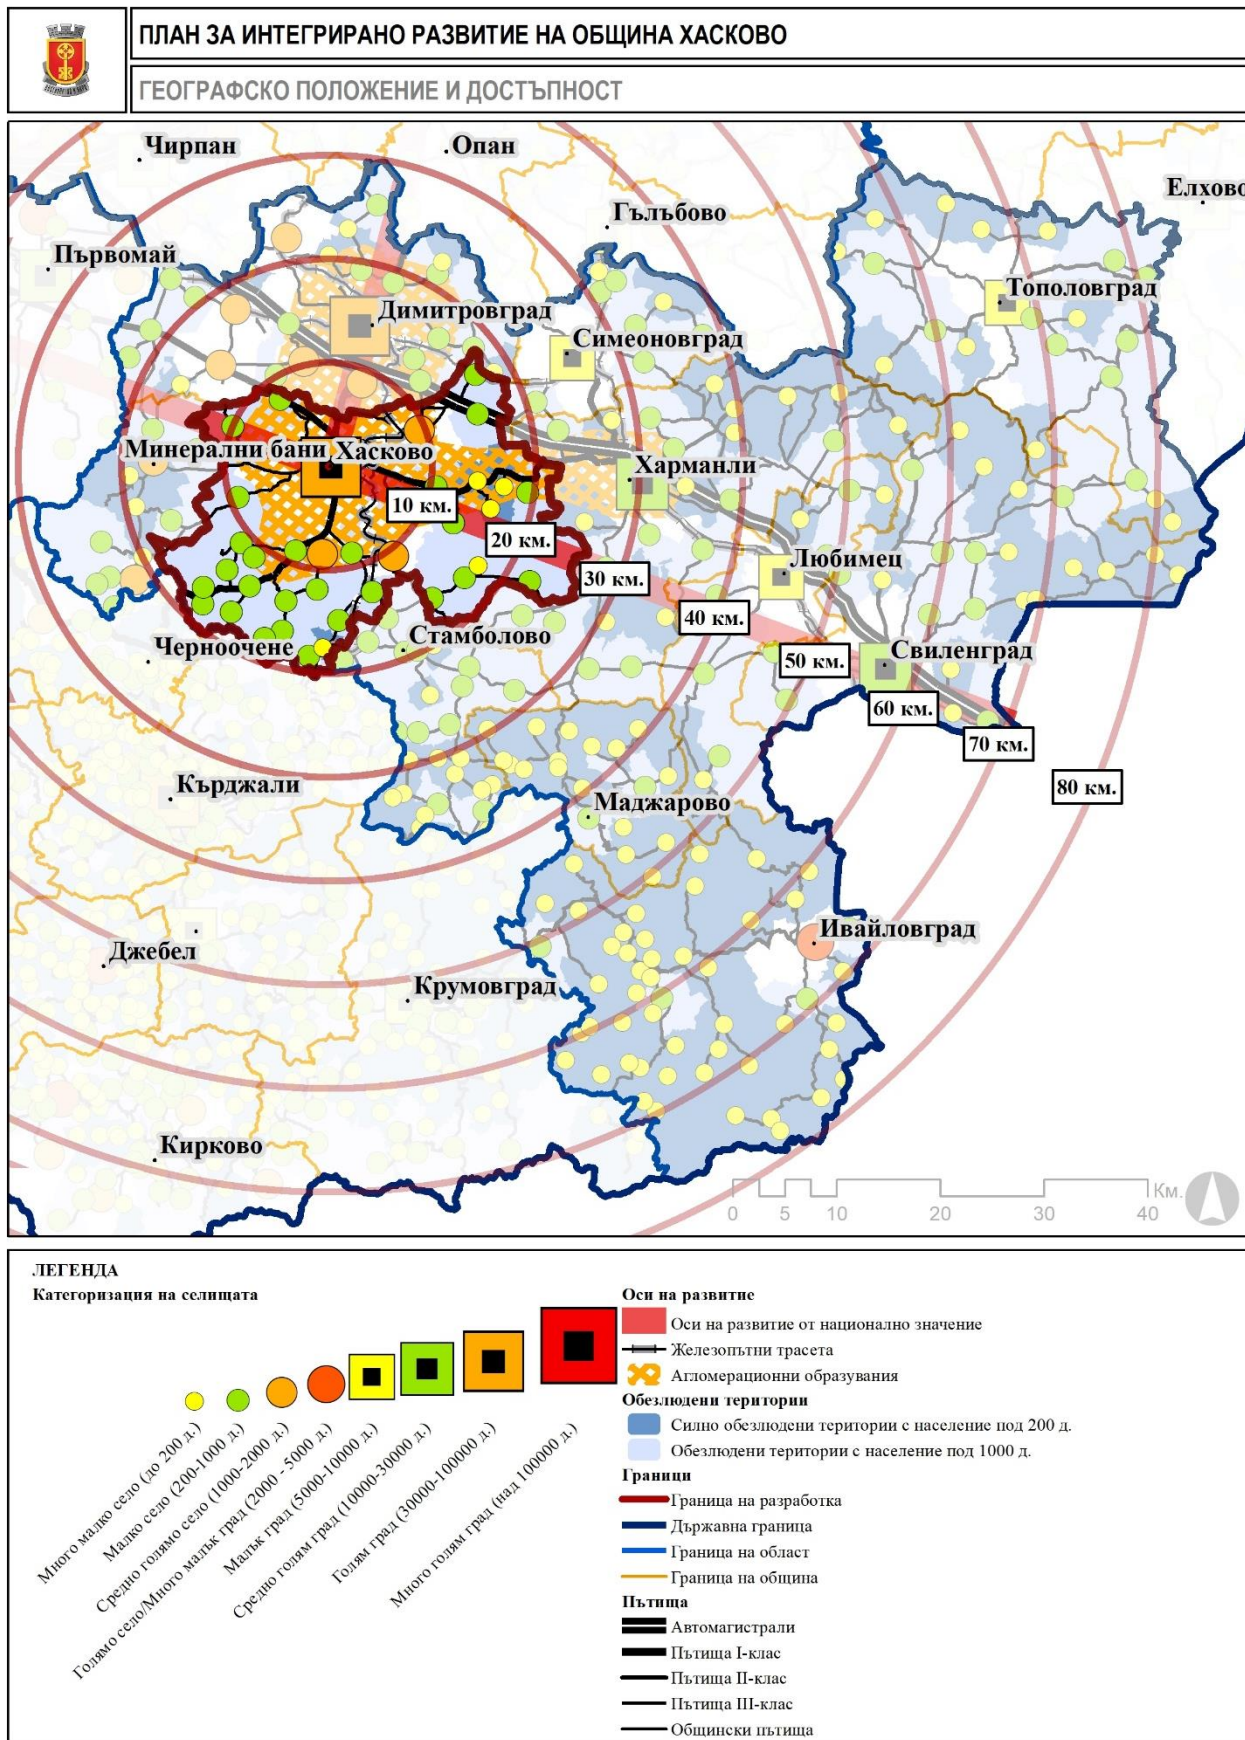 ПЛАН ЗА ИНТЕГРИРАНО РАЗВИТИЕ НА ОБЩИНА ХАСКОВО
ГЕОГРАФСКО ПОЛОЖЕНИЕ И ДОСТЪПНОСТ
Чирпан
Опан
Елхово
Гълъбово
Първомай
Тополовград
Димитровград
Симеоновград
Минерални бани
Хасково
Харманли
10 км.
20 км.
Любимец
30 км.
40 км.
Стамболово
Черноочене
50 км.
Свиленград
60 км.
70 км.
80 км.
Кърджали
Маджарово
Ивайловград
Джебел
Крумовград
Кирково
Км.
0 5 10 20 30 40
ЛЕГЕНДА
Категоризация на селищата
Много малко село (до 200 д.)
Малко село (200-1000 д.)
Средно голямо село (1000-2000 д.)
Голямо село/Много малък град (2000 - 5000 д.)
Малък град (5000-10000 д.)
Средно голям град (10000-30000 д.)
Голям град (30000-100000 д.)
Много голям град (над 100000 д.)
Оси на развитие
Оси на развитие от национално значение
Железопътни трасета
Агломерационни образувания
Обезлюдени територии
Силно обезлюдени територии с население под 200 д.
Обезлюдени територии с население под 1000 д.
Граници
Граница на разработка
Държавна граница
Граница на област
Граница на община
Пътища
Автомагистрали
Пътища I-клас
Пътища II-клас
Пътища III-клас
Общински пътища